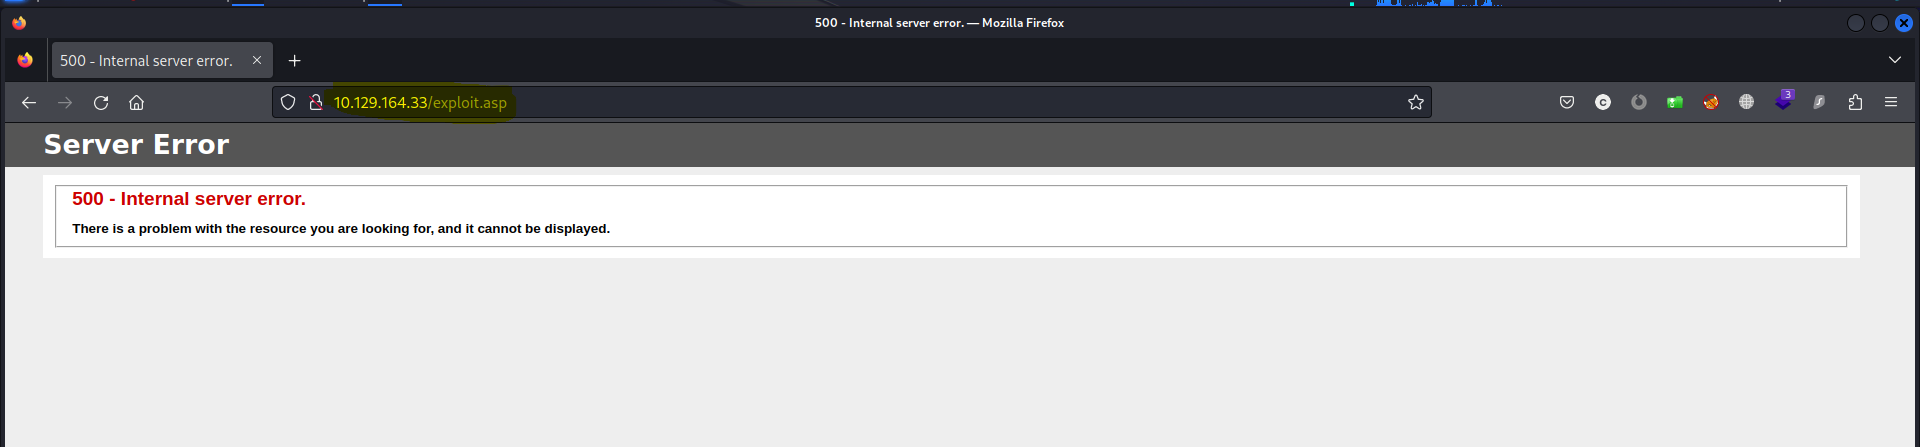 500 - Internal server error. — Mozilla Firefox
500 - Internal server error.
10.129.164.33/exploit.asp
C
3
Server Error
500 - Internal server error.
There is a problem with the resource you are looking for, and it cannot be displayed.